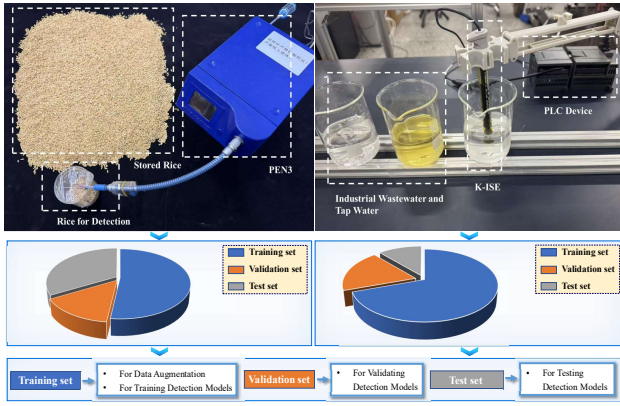 Stored Rice
PEN3
Rice for Detection
PLC Device
K-ISE
Industrial Wastewater and
Tap Water
Training set
Validation set
Test set
Training set
Validation set
Test set
Training set
• For Data Augmentation
• For Training Detection Models
Validation set
• For Validating
Detection Models
Test set
• For Testing
Detection Models